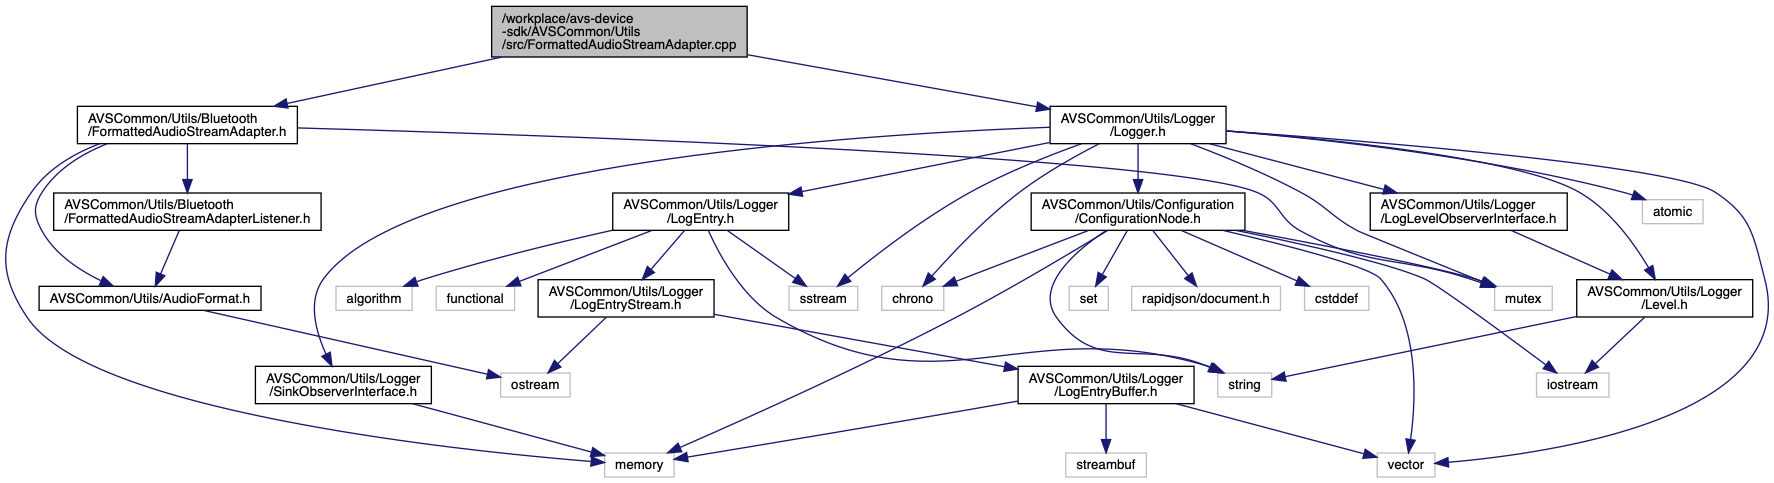 /workplace/avs-device
-sdk/AVSCommon/Utils
/src/FormattedAudioStreamAdapter.cpp
AVSCommon/Utils/Bluetooth
/FormattedAudioStreamAdapter.h
AVSCommon/Utils/Logger
/Logger.h
AVSCommon/Utils/Bluetooth
/FormattedAudioStreamAdapterListener.h
AVSCommon/Utils/Logger
/LogEntry.h
AVSCommon/Utils/Configuration
/ConfigurationNode.h
AVSCommon/Utils/Logger
/LogLevelObserverInterface.h
atomic
AVSCommon/Utils/AudioFormat.h
algorithm
functional
AVSCommon/Utils/Logger
/LogEntryStream.h
sstream
chrono
set
rapidjson/document.h
cstddef
mutex
AVSCommon/Utils/Logger
/Level.h
AVSCommon/Utils/Logger
/SinkObserverInterface.h
ostream
AVSCommon/Utils/Logger
/LogEntryBuffer.h
string
iostream
memory
streambuf
vector